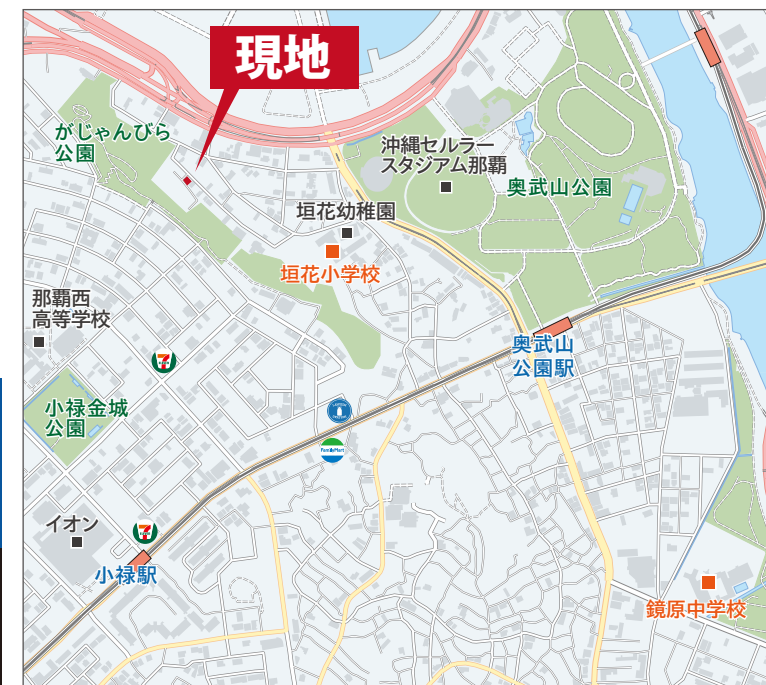 現地
がじゃんびら
公園
沖縄セルラー
スタジアム那覇
奥武山公園
垣花幼稚園
垣花小学校
那覇西
高等学校
奥武山
公園駅
小禄金城
公園
FamilyMart
イオン
小禄駅
鏡原中学校